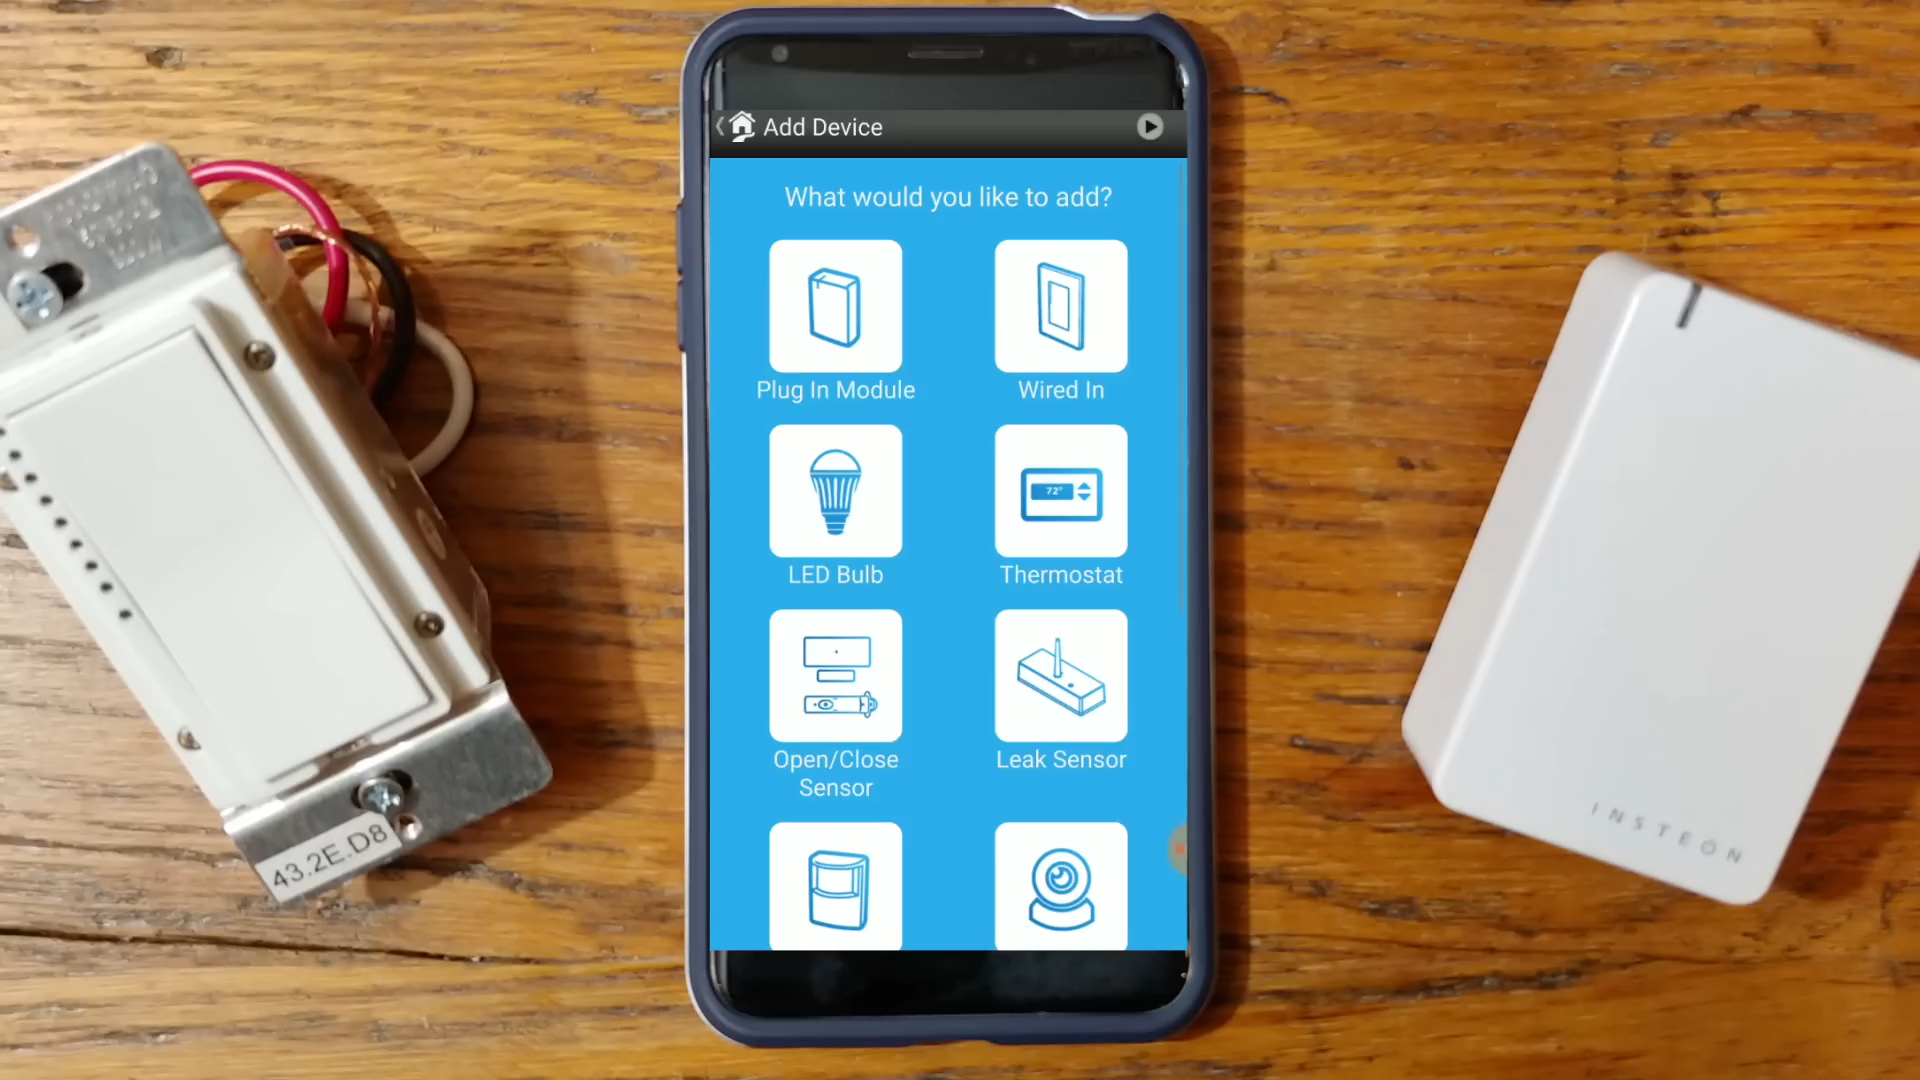 Add Device
What would you like to add?
Plug In Module
Wired In
LED Bulb
72°
Thermostat
Open/Close
Sensor
Leak Sensor
43.2E.D8
INSTEON